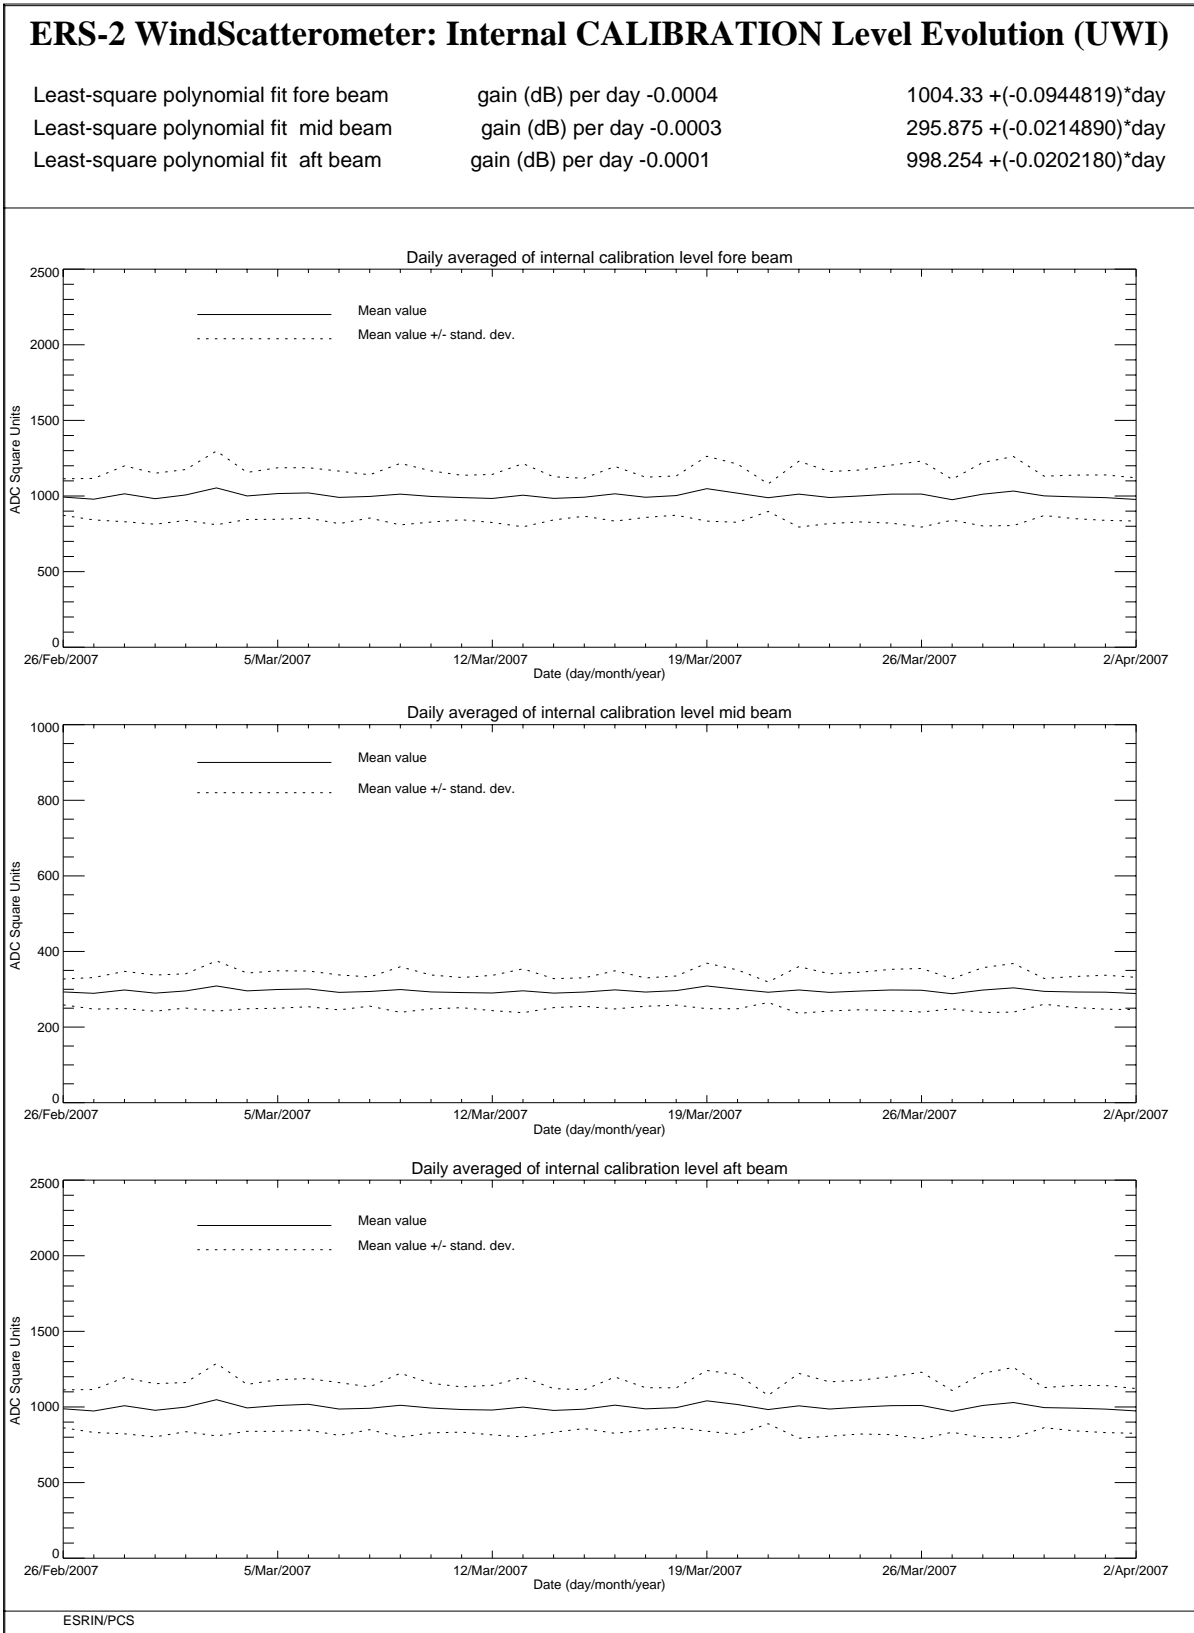 ERS-2 WindScatterometer: Internal CALIBRATION Level Evolution (UWI)
Least-square polynomial fit fore beam gain (dB) per day -0.0004 1004.33 +(-0.0944819)*day
Least-square polynomial fit mid beam gain (dB) per day -0.0003 295.875 +(-0.0214890)*day
Least-square polynomial fit aft beam gain (dB) per day -0.0001 998.254 +(-0.0202180)*day
Daily averaged of internal calibration level fore beam
2500
2000
1500
1000
500
0
ADC Square Units
Mean value
Mean value +/- stand. dev.
26/Feb/2007 5/Mar/2007 12/Mar/2007 19/Mar/2007 26/Mar/2007 2/Apr/2007
Date (day/month/year)
Daily averaged of internal calibration level mid beam
1000
800
600
400
200
0
ADC Square Units
Mean value
Mean value +/- stand. dev.
26/Feb/2007 5/Mar/2007 12/Mar/2007 19/Mar/2007 26/Mar/2007 2/Apr/2007
Date (day/month/year)
Daily averaged of internal calibration level aft beam
2500
2000
1500
1000
500
0
ADC Square Units
Mean value
Mean value +/- stand. dev.
26/Feb/2007 5/Mar/2007 12/Mar/2007 19/Mar/2007 26/Mar/2007 2/Apr/2007
Date (day/month/year)
ESRIN/PCS